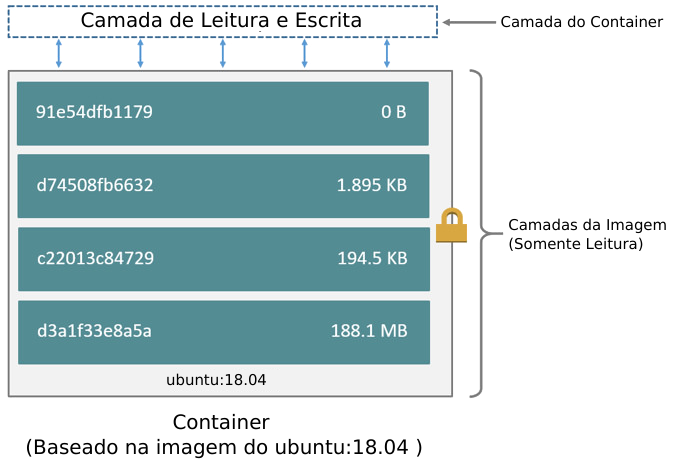 Camada de Leitura e Escrita
Camada do Container
91e54dfb1179 0 B
d74508fb6632 1.895 KB
c22013c84729 194.5 KB
d3a1f33e8a5a 188.1 MB
ubuntu:18.04
Camadas da Imagem
(Somente Leitura)
Container
(Baseado na imagem do ubuntu:18.04 )